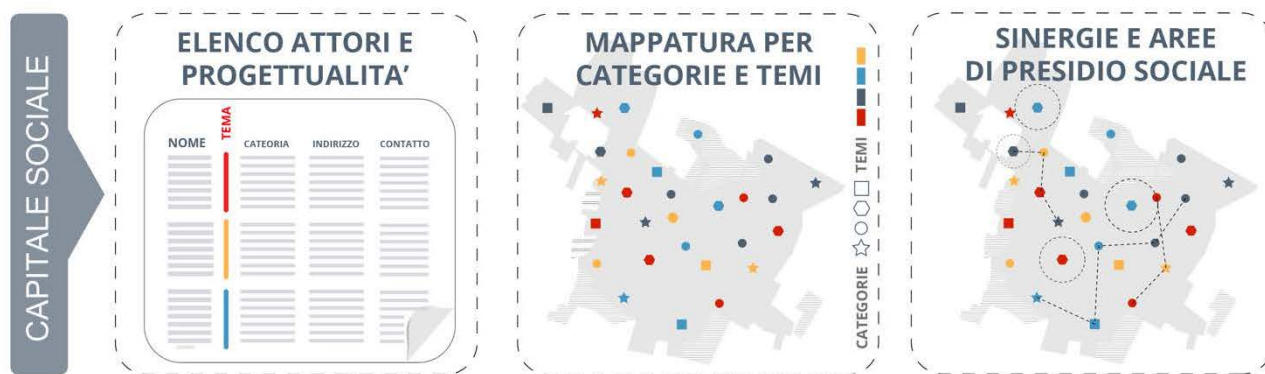 CAPITALE SOCIALE
ELENCO ATTORI E
PROGETTUALITA’
NOME
TEMA
CATEORIA
INDIRIZZO
CONTATTO
MAPPATURA PER
CATEGORIE E TEMI
TEMI
CATEGORIE
SINERGIE E AREE
DI PRESIDIO SOCIALE